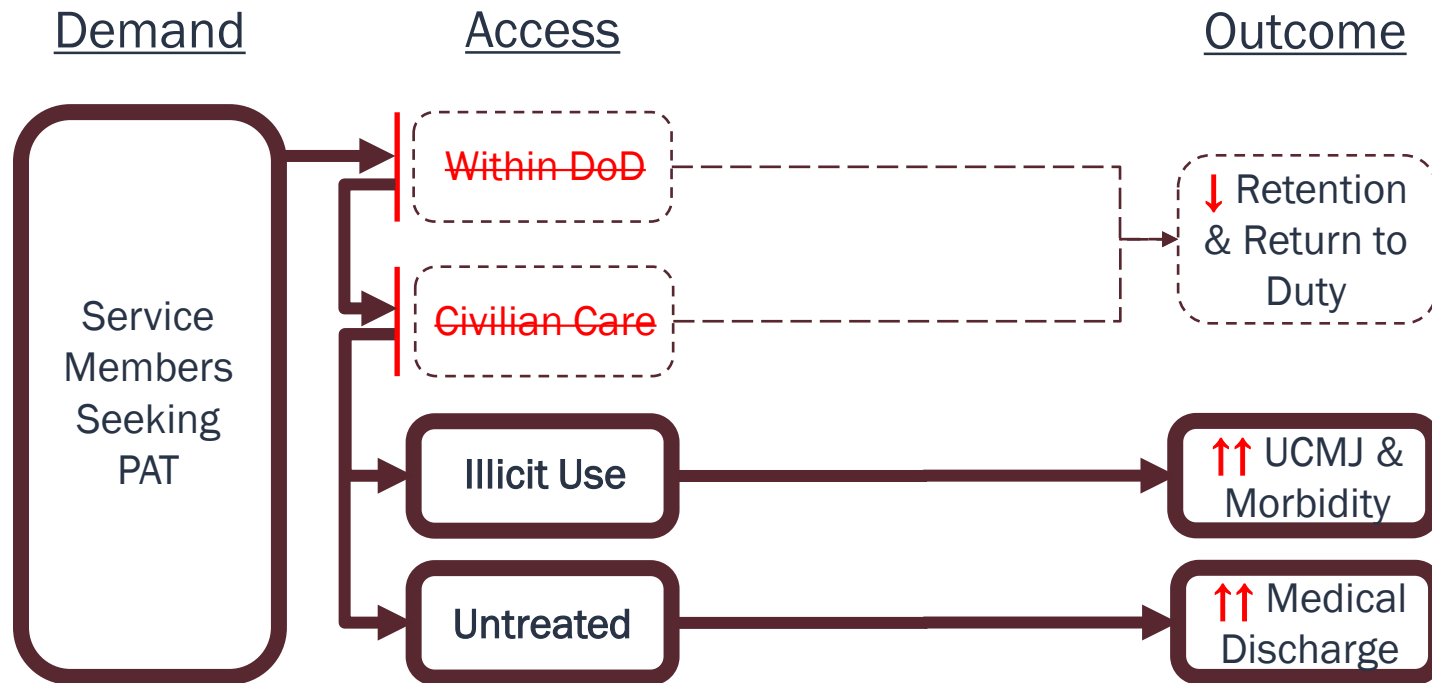 Demand
Access
Outcome
Service
Members
Seeking
PAT
Within DoD
Civilian Care
Illicit Use
Untreated
↓ Retention
& Return to
Duty
↑↑ UCMJ &
Morbidity
↑↑ Medical
Discharge